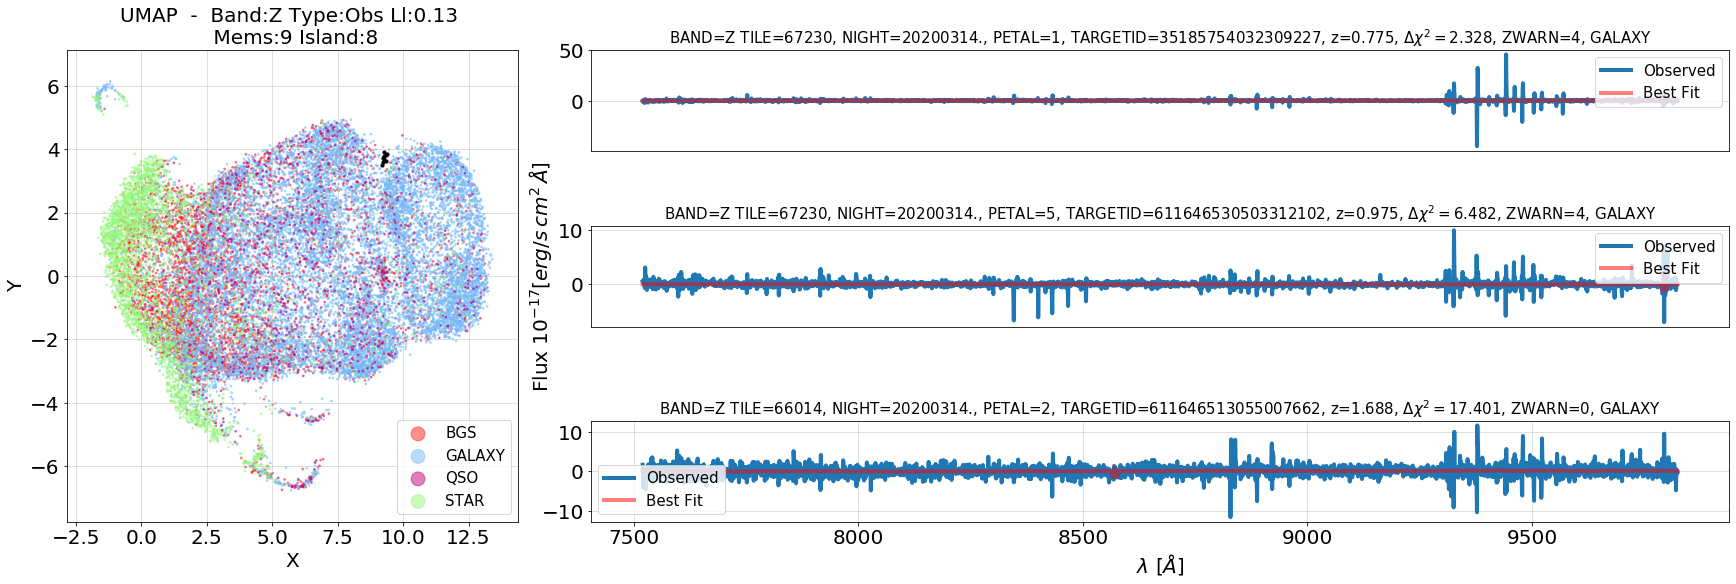 UMAP - Band:Z Type:Obs Ll:0.13
Mems:9 Island:8
6
4
2
0
−2
−4
−6
Y
−2.5 0.0 2.5 5.0 7.5 10.0 12.5
X
BGS
GALAXY
QSO
STAR
Flux 10^{-17}[erg/s cm^2 Å]
BAND=Z TILE=67230, NIGHT=20200314., PETAL=1, TARGETID=35185754032309227, z=0.775, Δχ² = 2.328, ZWARN=4, GALAXY
50
0
Observed
Best Fit
BAND=Z TILE=67230, NIGHT=20200314., PETAL=5, TARGETID=611646530503312102, z=0.975, Δχ² = 6.482, ZWARN=4, GALAXY
10
0
Observed
Best Fit
BAND=Z TILE=66014, NIGHT=20200314., PETAL=2, TARGETID=611646513055007662, z=1.688, Δχ² = 17.401, ZWARN=0, GALAXY
10
0
−10
Observed
Best Fit
7500 8000 8500 9000 9500
λ [Å]